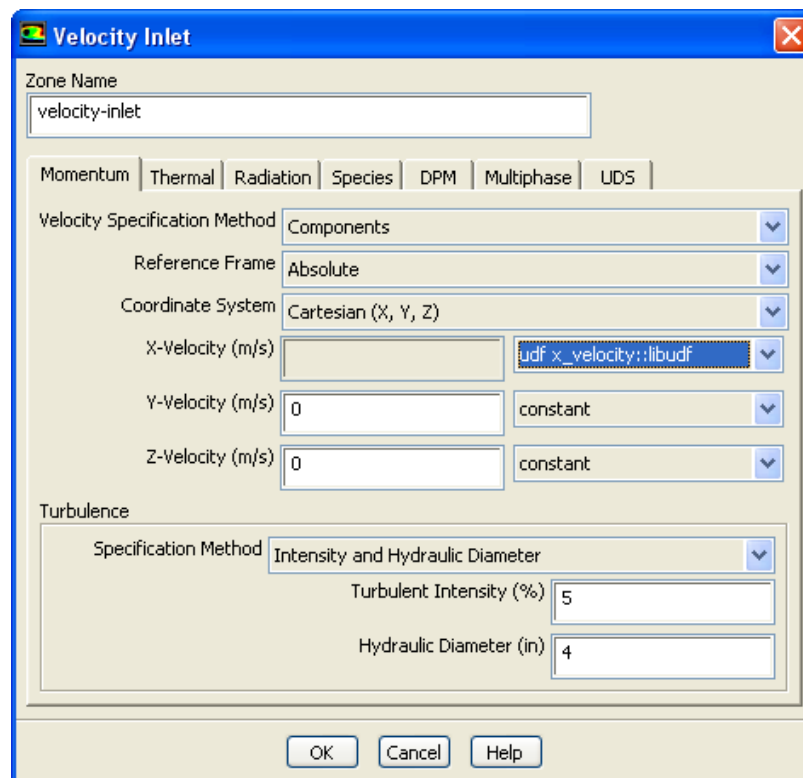 Velocity Inlet
Zone Name
velocity-inlet
Momentum Thermal Radiation Species DPM Multiphase UDS
Velocity Specification Method Components
Reference Frame Absolute
Coordinate System Cartesian (X, Y, Z)
X-Velocity (m/s) udf x_velocity::libudf
Y-Velocity (m/s) 0 constant
Z-Velocity (m/s) 0 constant
Turbulence
Specification Method Intensity and Hydraulic Diameter
Turbulent Intensity (%) 5
Hydraulic Diameter (in) 4
OK Cancel Help